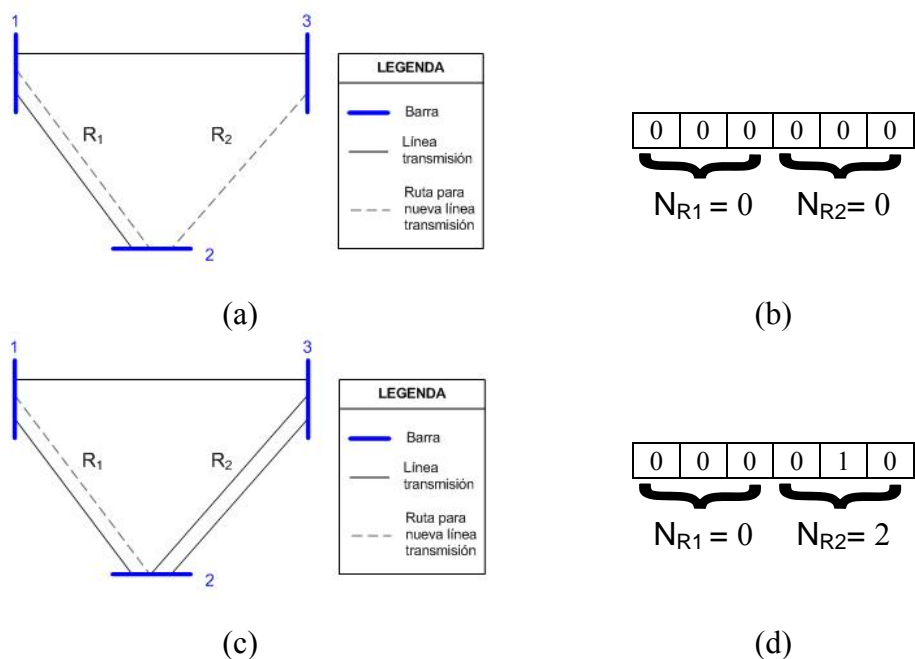 1
3
R1
R2
2
LEGENDA
Barra
Línea
transmisión
Ruta para
nueva línea
transmisión
0 0 0 0 0 0
NR1 = 0 NR2= 0
(a)
(b)
1
3
R1
R2
2
LEGENDA
Barra
Línea
transmisión
Ruta para
nueva línea
transmisión
0 0 0 0 1 0
NR1 = 0 NR2= 2
(c)
(d)